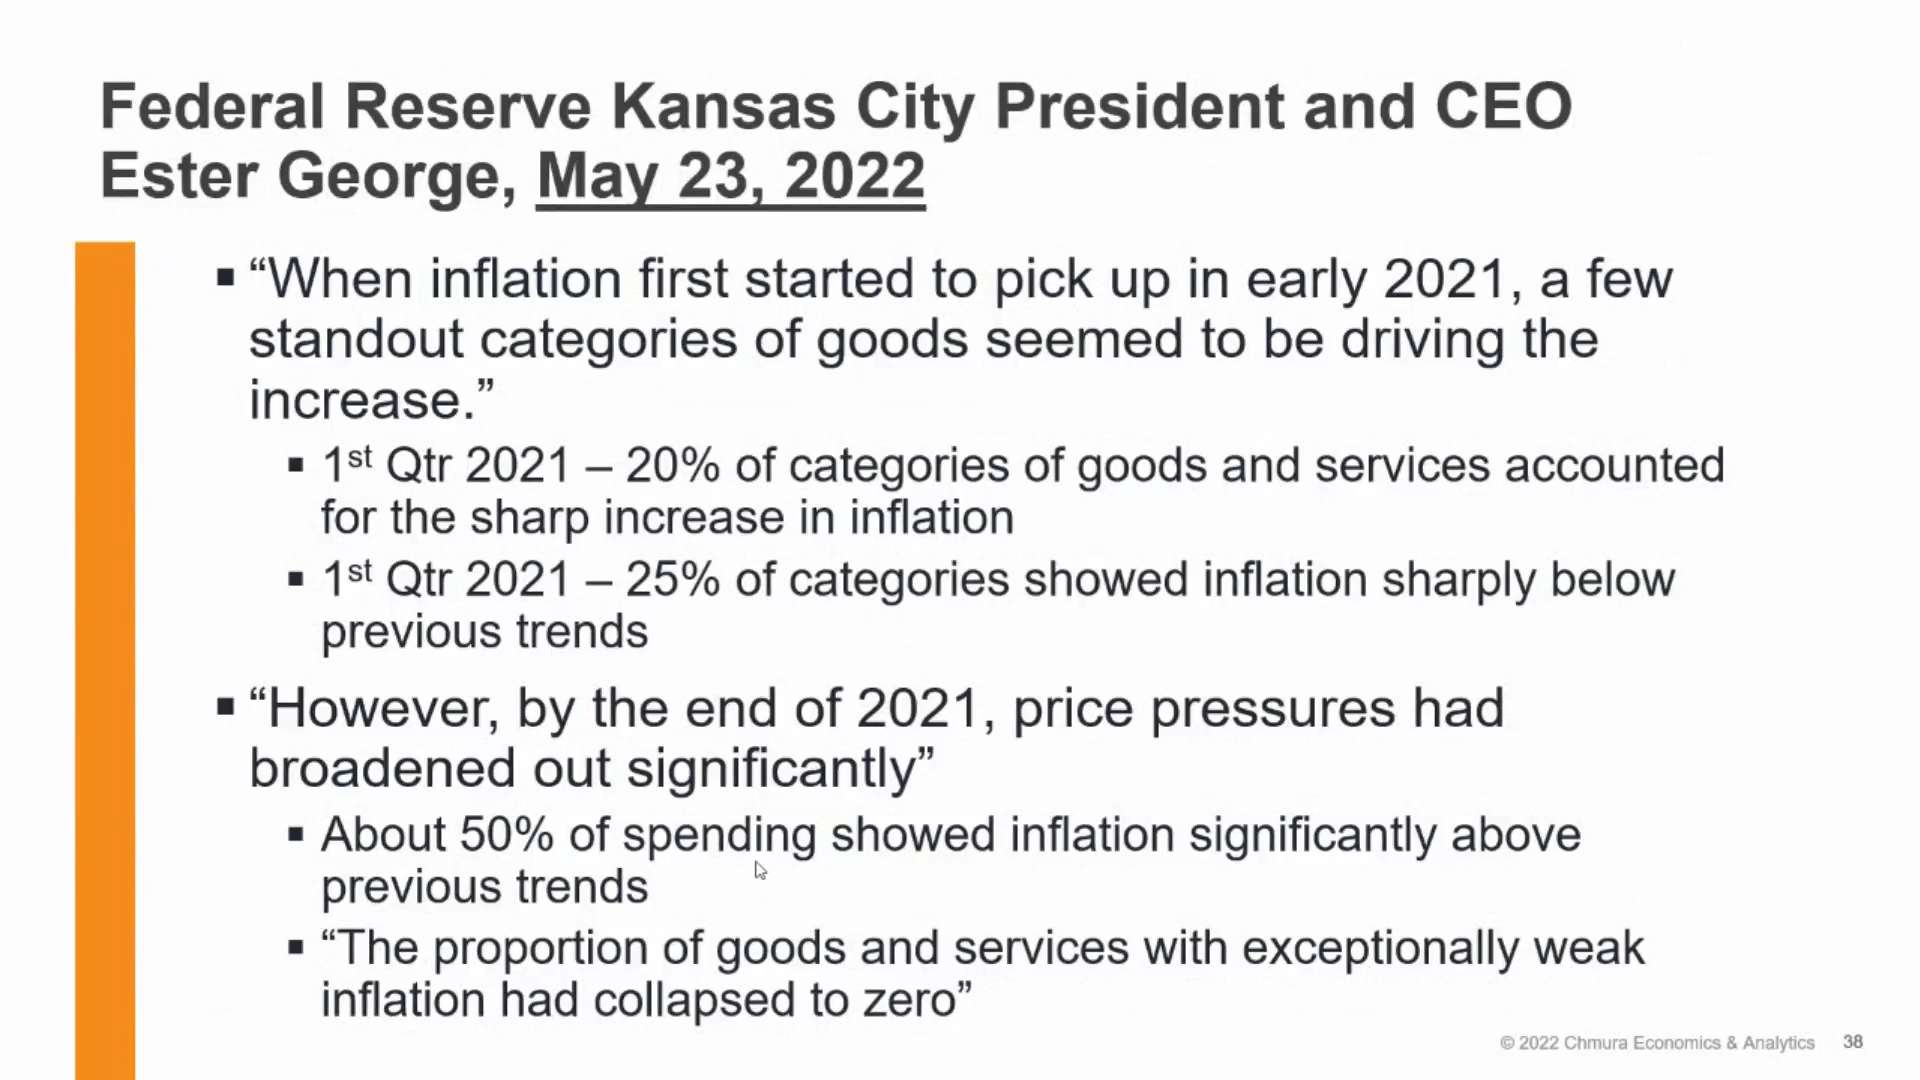 Federal Reserve Kansas City President and CEO
Ester George, May 23, 2022
▪ “When inflation first started to pick up in early 2021, a few
standout categories of goods seemed to be driving the
increase.”
▪ 1st Qtr 2021 – 20% of categories of goods and services accounted
for the sharp increase in inflation
▪ 1st Qtr 2021 – 25% of categories showed inflation sharply below
previous trends
▪ “However, by the end of 2021, price pressures had
broadened out significantly”
▪ About 50% of spending showed inflation significantly above
previous trends
▪ “The proportion of goods and services with exceptionally weak
inflation had collapsed to zero”
© 2022 Chmura Economics & Analytics 38